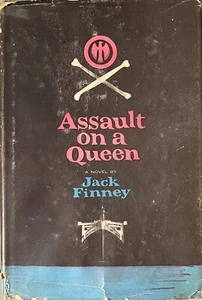 Assault
on a
Queen
A NOVEL BY
Jack
Finney